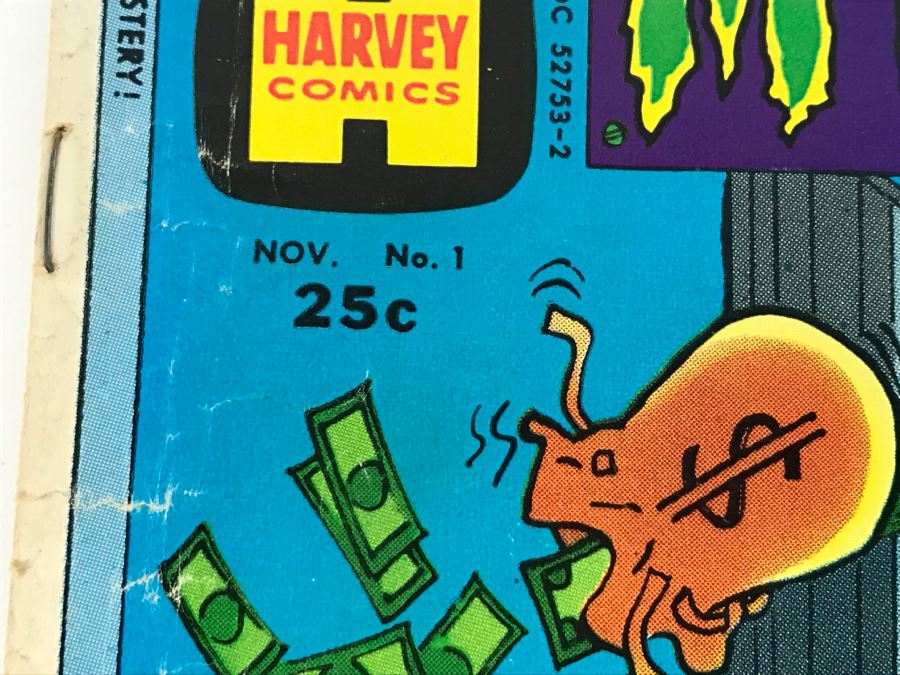 STERY!
HARVEY
COMICS
DC 52753-2
NOV. No. 1
25c
$